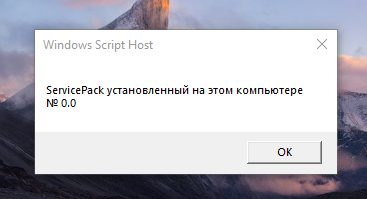 Windows Script Host
ServicePack установленный на этом компьютере
№ 0.0
OK